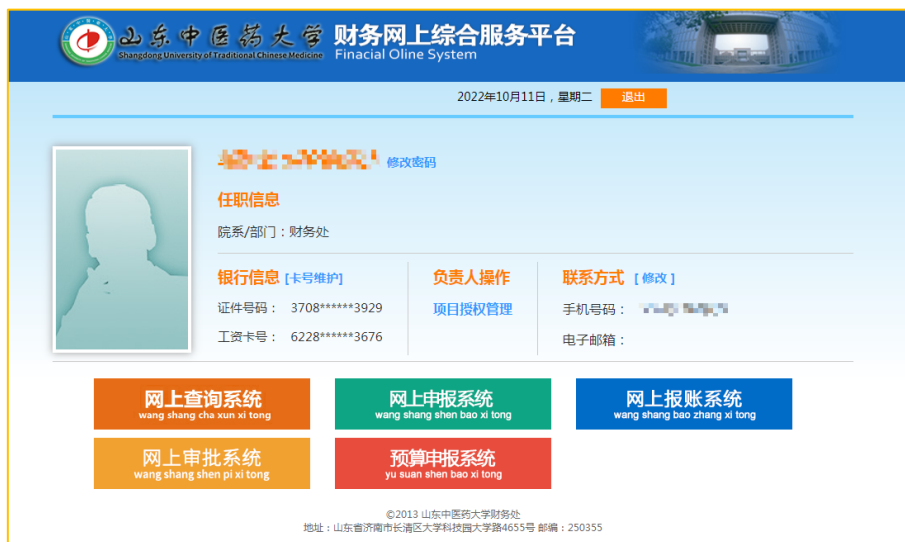 山东中医药大学 财务网上综合服务平台
Shangdong University of Traditional Chinese Medicine Finacial Oline System
2022年10月11日，星期二 退出
修改密码
任职信息
院系/部门：财务处
银行信息 [卡号维护] 负责人操作 联系方式 [ 修改 ]
证件号码： 3708******3929 项目授权管理 手机号码：
工资卡号： 6228******3676 电子邮箱：
网上查询系统 网上申报系统 网上报账系统
wang shang cha xun xi tong wang shang shen bao xi tong wang shang bao zhang xi tong
网上审批系统 预算申报系统
wang shang shen pi xi tong yu suan shen bao xi tong
©2013 山东中医药大学财务处
地址：山东省济南市长清区大学科技园大学路4655号 邮编：250355